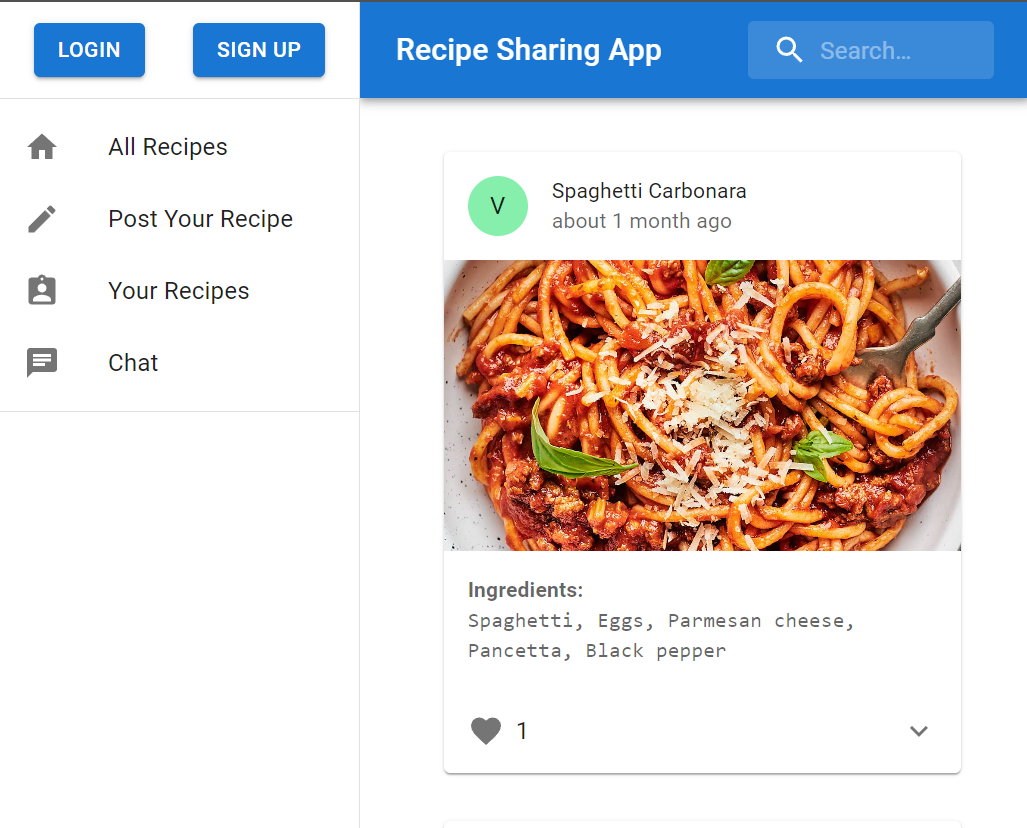 LOGIN
SIGN UP
Recipe Sharing App
Search…
All Recipes
Post Your Recipe
Your Recipes
Chat
V
Spaghetti Carbonara
about 1 month ago
Ingredients:
Spaghetti, Eggs, Parmesan cheese,
Pancetta, Black pepper
1